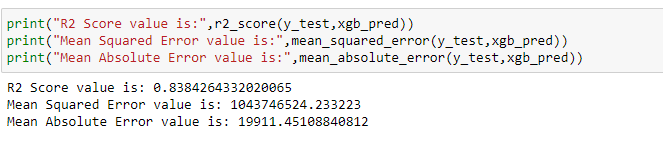 print("R2 Score value is:",r2_score(y_test,xgb_pred))
print("Mean Squared Error value is:",mean_squared_error(y_test,xgb_pred))
print("Mean Absolute Error value is:",mean_absolute_error(y_test,xgb_pred))
R2 Score value is: 0.8384264332020065
Mean Squared Error value is: 1043746524.233223
Mean Absolute Error value is: 19911.45108840812